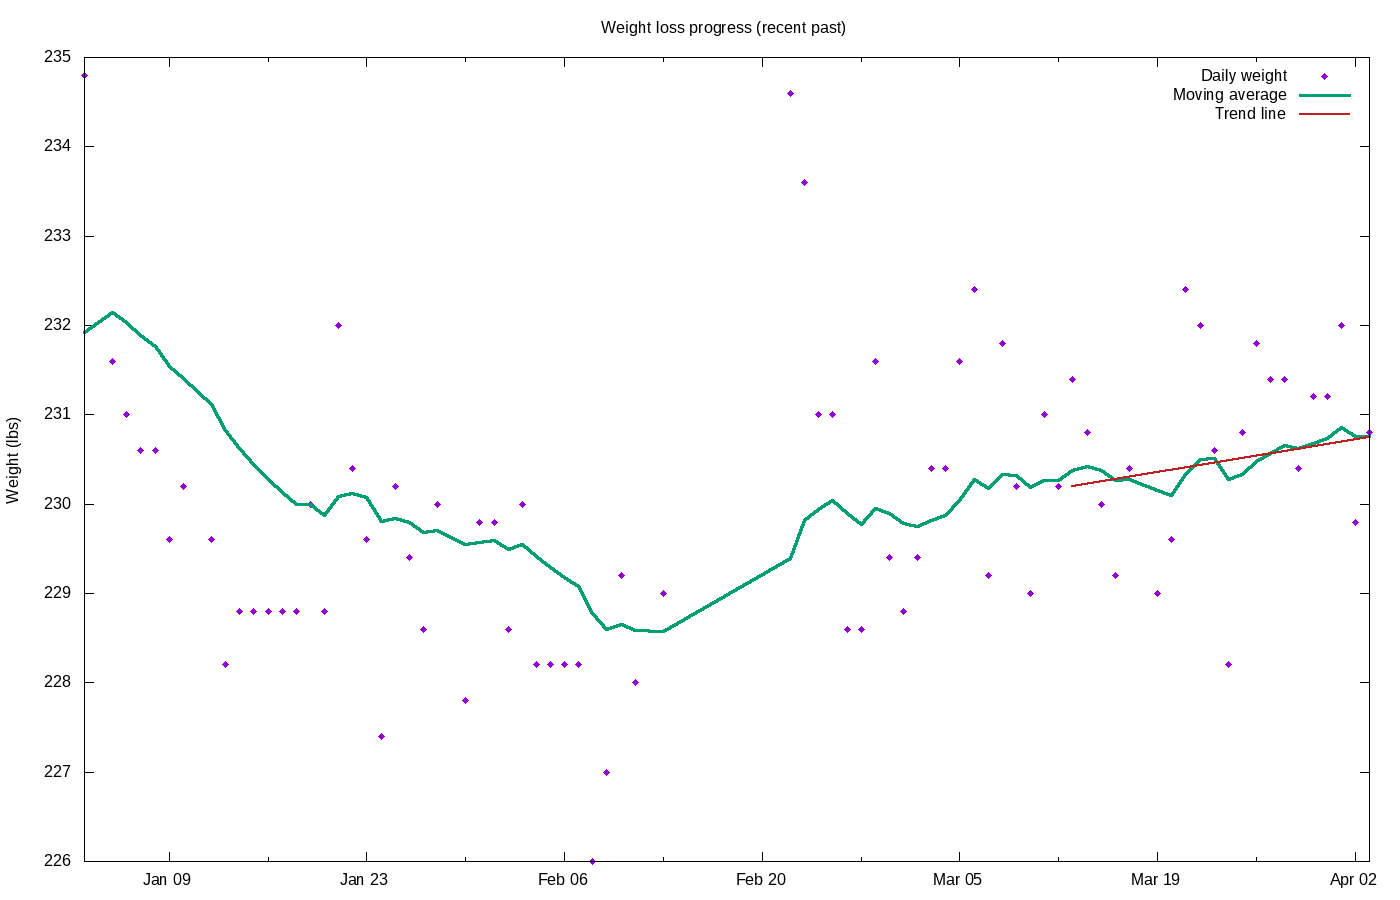 Weight loss progress (recent past)
Daily weight
Moving average
Trend line
235
234
233
232
231
230
229
228
227
226
Weight (lbs)
Jan 09 Jan 23 Feb 06 Feb 20 Mar 05 Mar 19 Apr 02